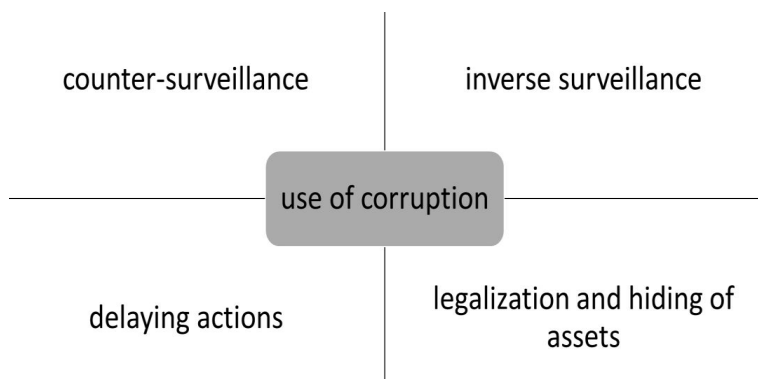 counter-surveillance
inverse surveillance
use of corruption
delaying actions
legalization and hiding of
assets